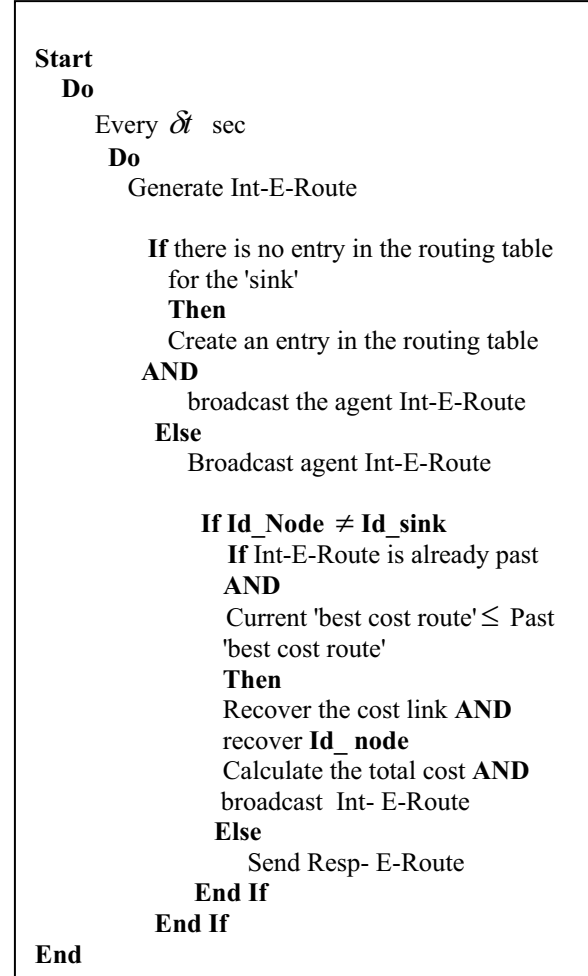 Start
Do
Every δt sec
Do
Generate Int-E-Route
If there is no entry in the routing table
for the 'sink'
Then
Create an entry in the routing table
AND
broadcast the agent Int-E-Route
Else
Broadcast agent Int-E-Route
If Id_Node ≠ Id_sink
If Int-E-Route is already past
AND
Current 'best cost route' ≤ Past
'best cost route'
Then
Recover the cost link AND
recover Id_ node
Calculate the total cost AND
broadcast Int- E-Route
Else
Send Resp- E-Route
End If
End If
End